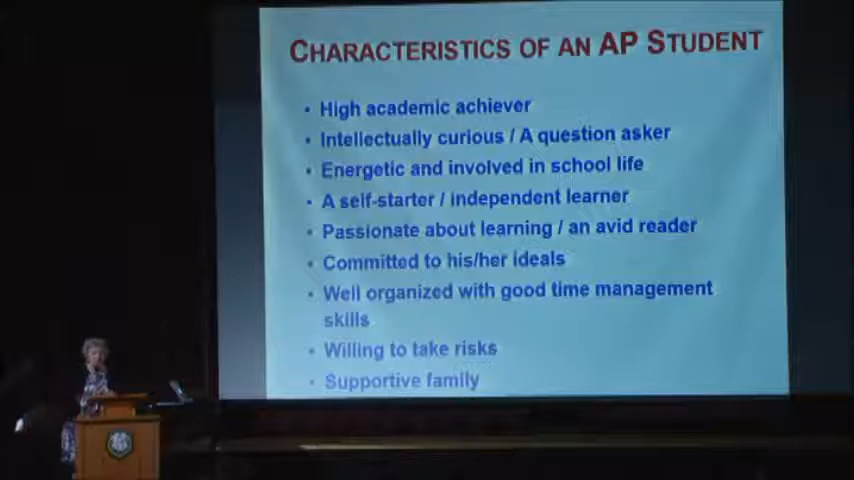 CHARACTERISTICS OF AN AP STUDENT
• High academic achiever
• Intellectually curious / A question asker
• Energetic and involved in school life
• A self-starter / independent learner
• Passionate about learning / an avid reader
• Committed to his/her ideals
• Well organized with good time management
skills
• Willing to take risks
• Supportive family